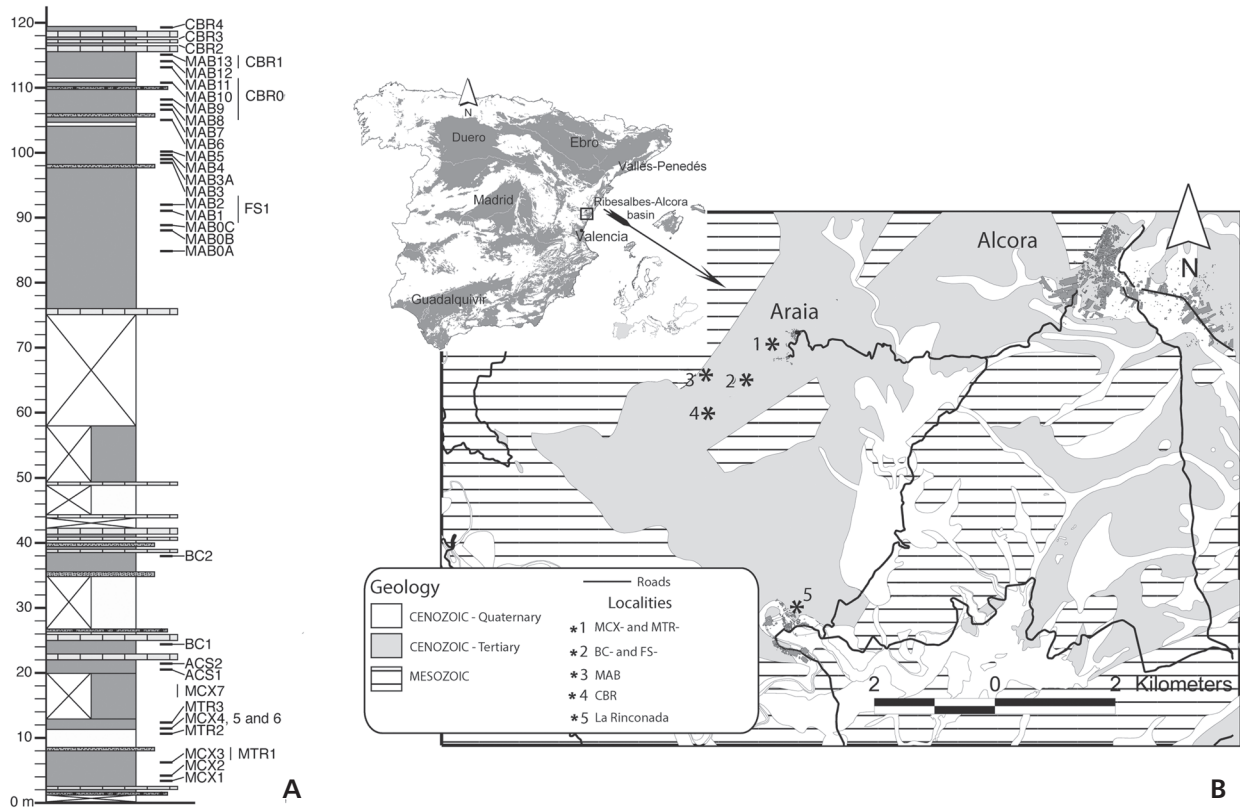 120
110
100
90
80
70
60
50
40
30
20
10
0 m
CBR4
CBR3
CBR2
MAB13 | CBR1
MAB12
MAB11
MAB10 | CBR0
MAB9
MAB8
MAB7
MAB6
MAB5
MAB4
MAB3A
MAB3
MAB2 | FS1
MAB1
MAB0C
MAB0B
MAB0A
BC2
BC1
ACS2
ACS1
| MCX7
MTR3
MCX4, 5 and 6
MTR2
MCX3 | MTR1
MCX2
MCX1
A
N
Duero
Ebro
Vallès-Penedés
Madrid
Ribesalbes-Alcora
basin
Valencia
Guadalquivir
Alcora
N
Araia
1 *
3 *
2 *
4 *
5
*
Geology
CENOZOIC - Quaternary
CENOZOIC - Tertiary
MESOZOIC
Roads
Localities
*1 MCX- and MTR-
*2 BC- and FS-
*3 MAB
*4 CBR
*5 La Rinconada
2 0 2 Kilometers
B